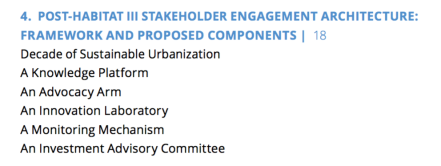 4. POST-HABITAT III STAKEHOLDER ENGAGEMENT ARCHITECTURE:
FRAMEWORK AND PROPOSED COMPONENTS | 18
Decade of Sustainable Urbanization
A Knowledge Platform
An Advocacy Arm
An Innovation Laboratory
A Monitoring Mechanism
An Investment Advisory Committee